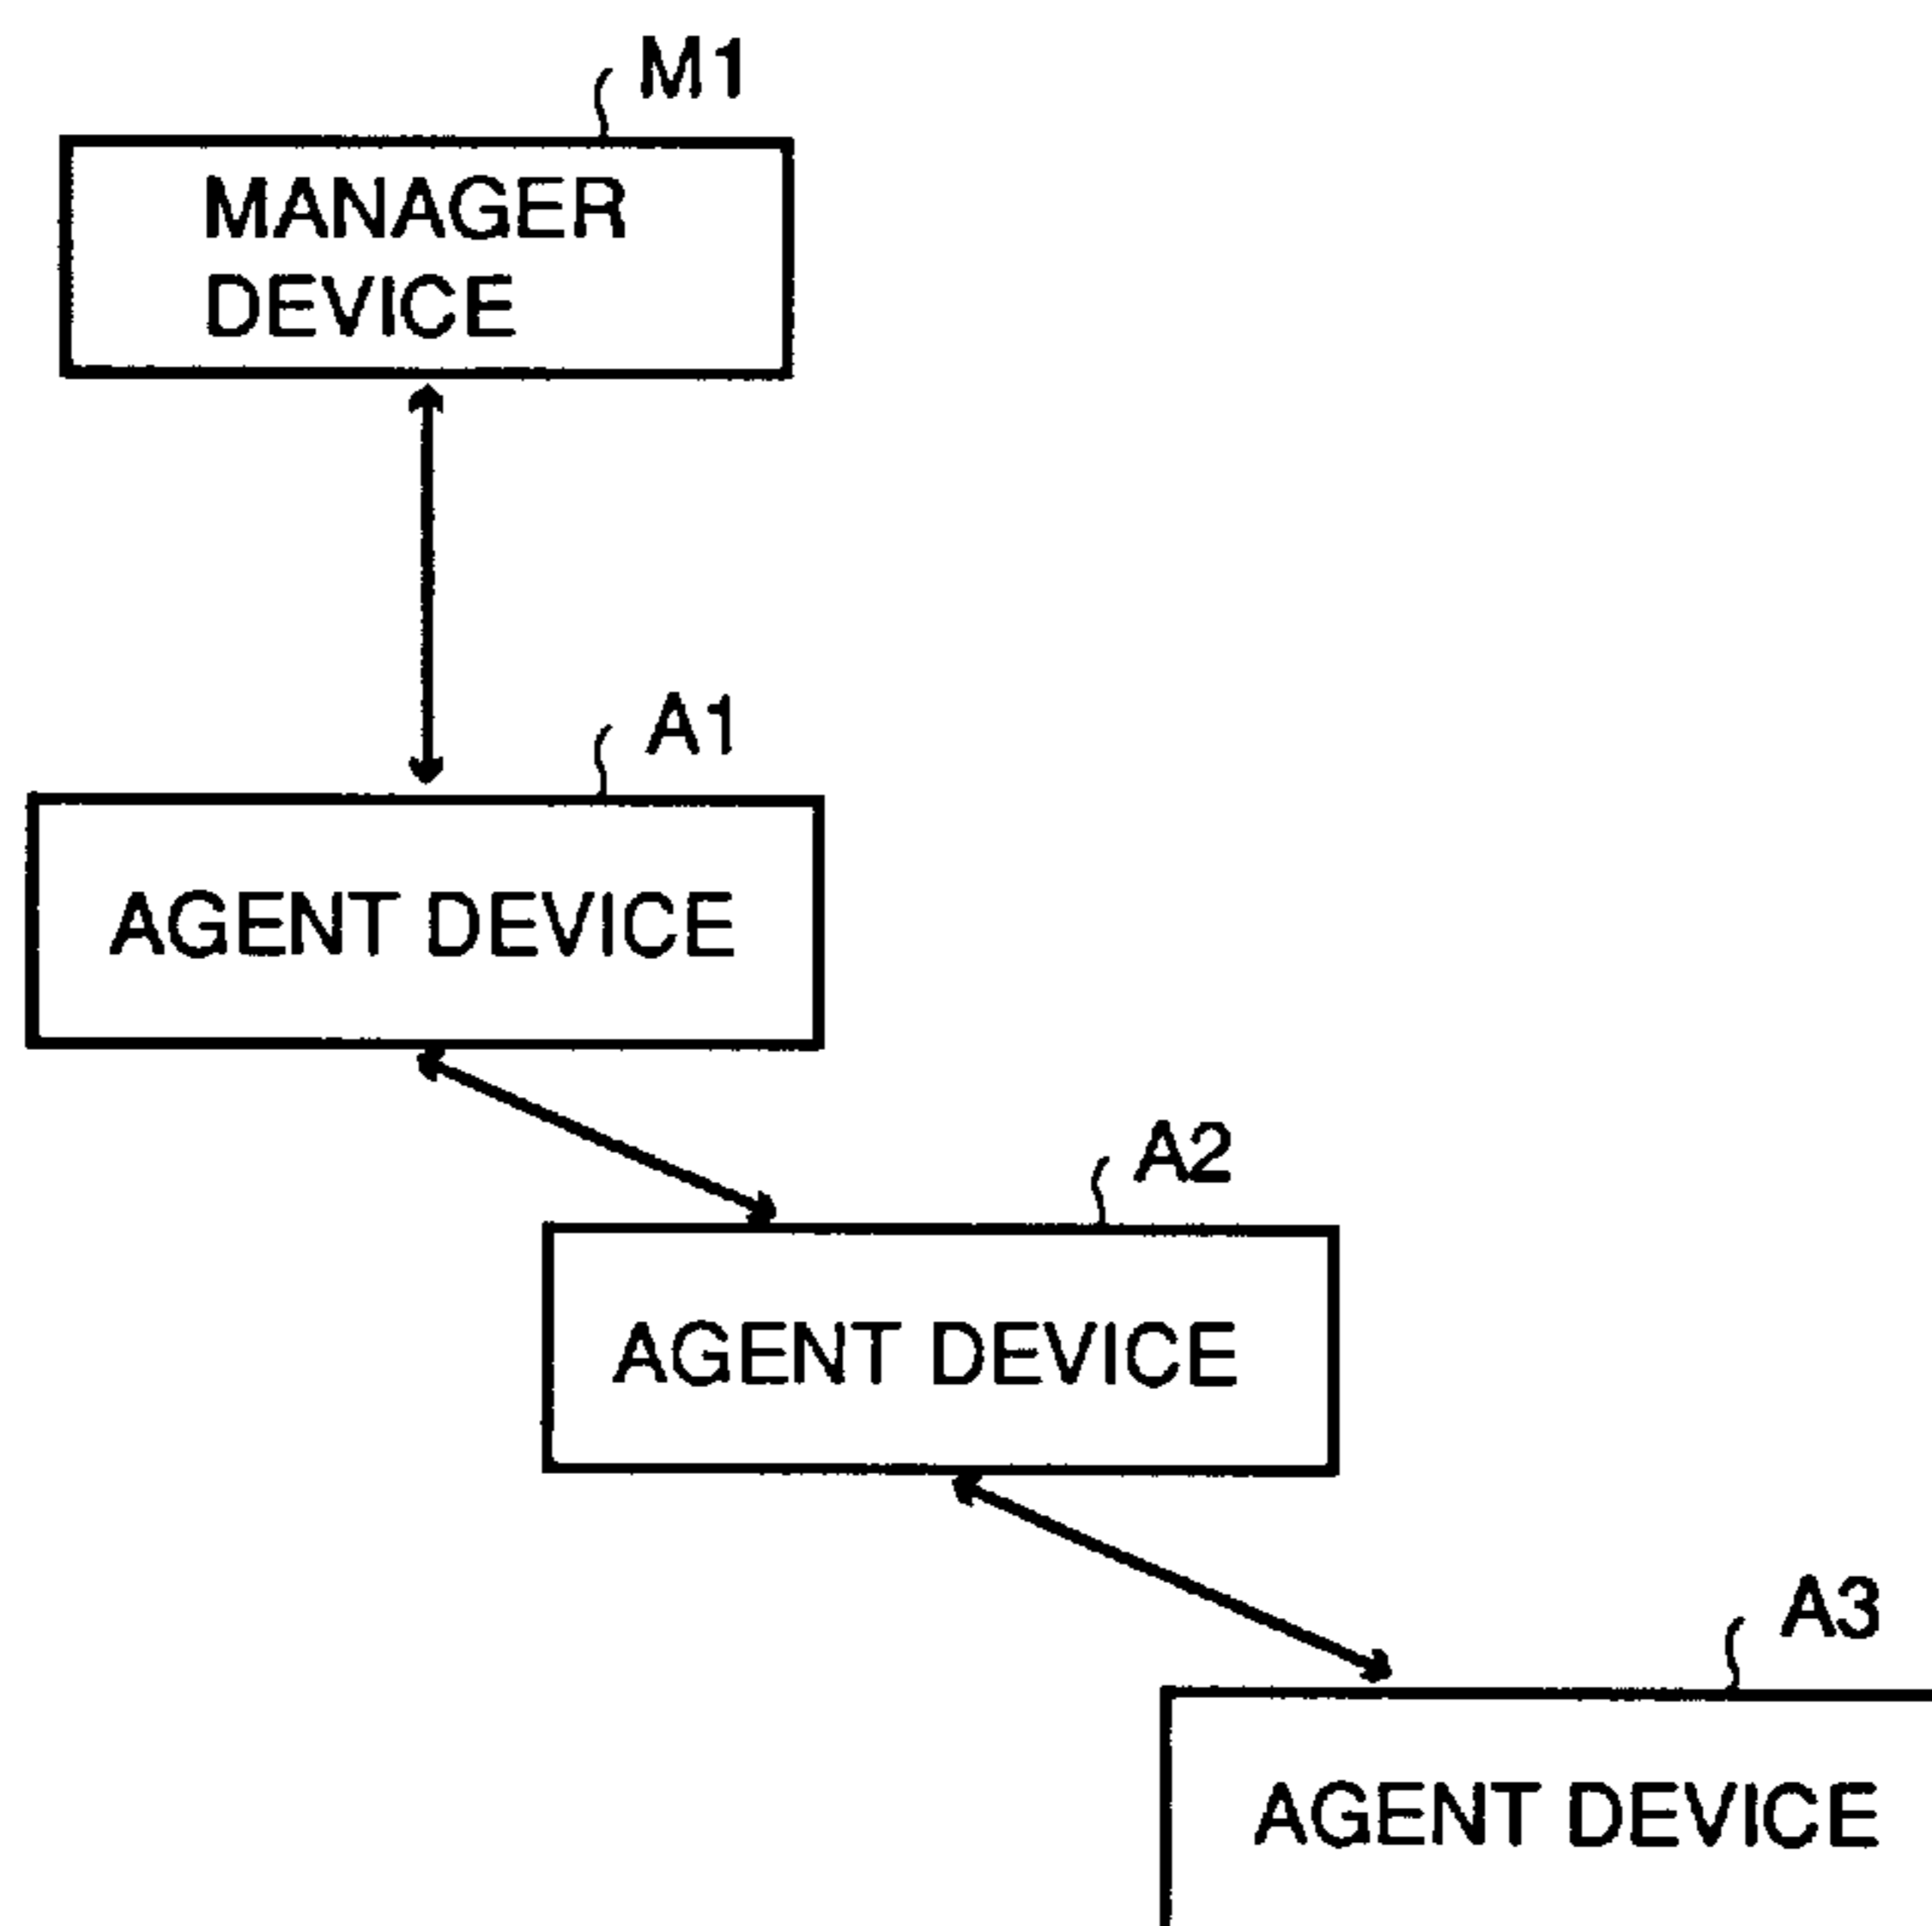 M1
MANAGER
DEVICE
A1
AGENT DEVICE
A2
AGENT DEVICE
A3
AGENT DEVICE